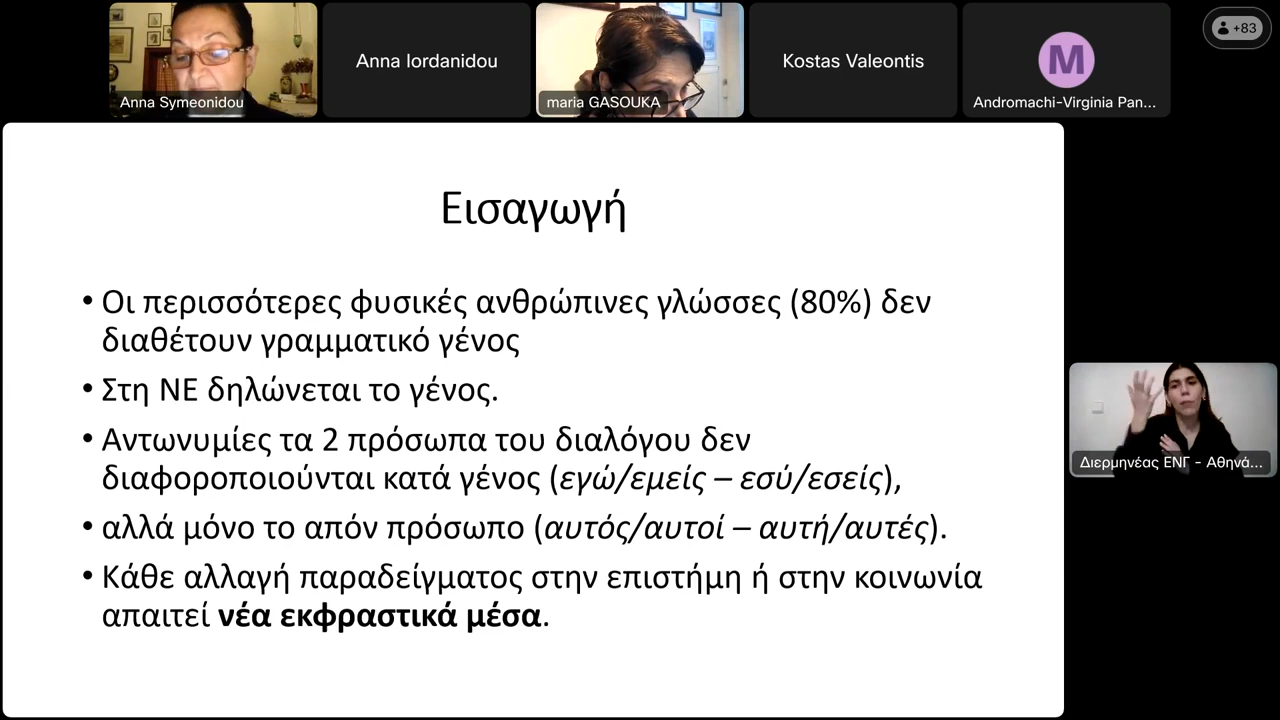 Anna Symeonidou
Anna Iordanidou
maria GASOUKA
Kostas Valeontis
M
Andromachi-Virginia Pan...
+83
Εισαγωγή
• Οι περισσότερες φυσικές ανθρώπινες γλώσσες (80%) δεν
διαθέτουν γραμματικό γένος
• Στη ΝΕ δηλώνεται το γένος.
• Αντωνυμίες τα 2 πρόσωπα του διαλόγου δεν
διαφοροποιούνται κατά γένος (εγώ/εμείς – εσύ/εσείς),
• αλλά μόνο το απόν πρόσωπο (αυτός/αυτοί – αυτή/αυτές).
• Κάθε αλλαγή παραδείγματος στην επιστήμη ή στην κοινωνία
απαιτεί νέα εκφραστικά μέσα.
Διερμηνέας ΕΝΓ - Αθηνά...